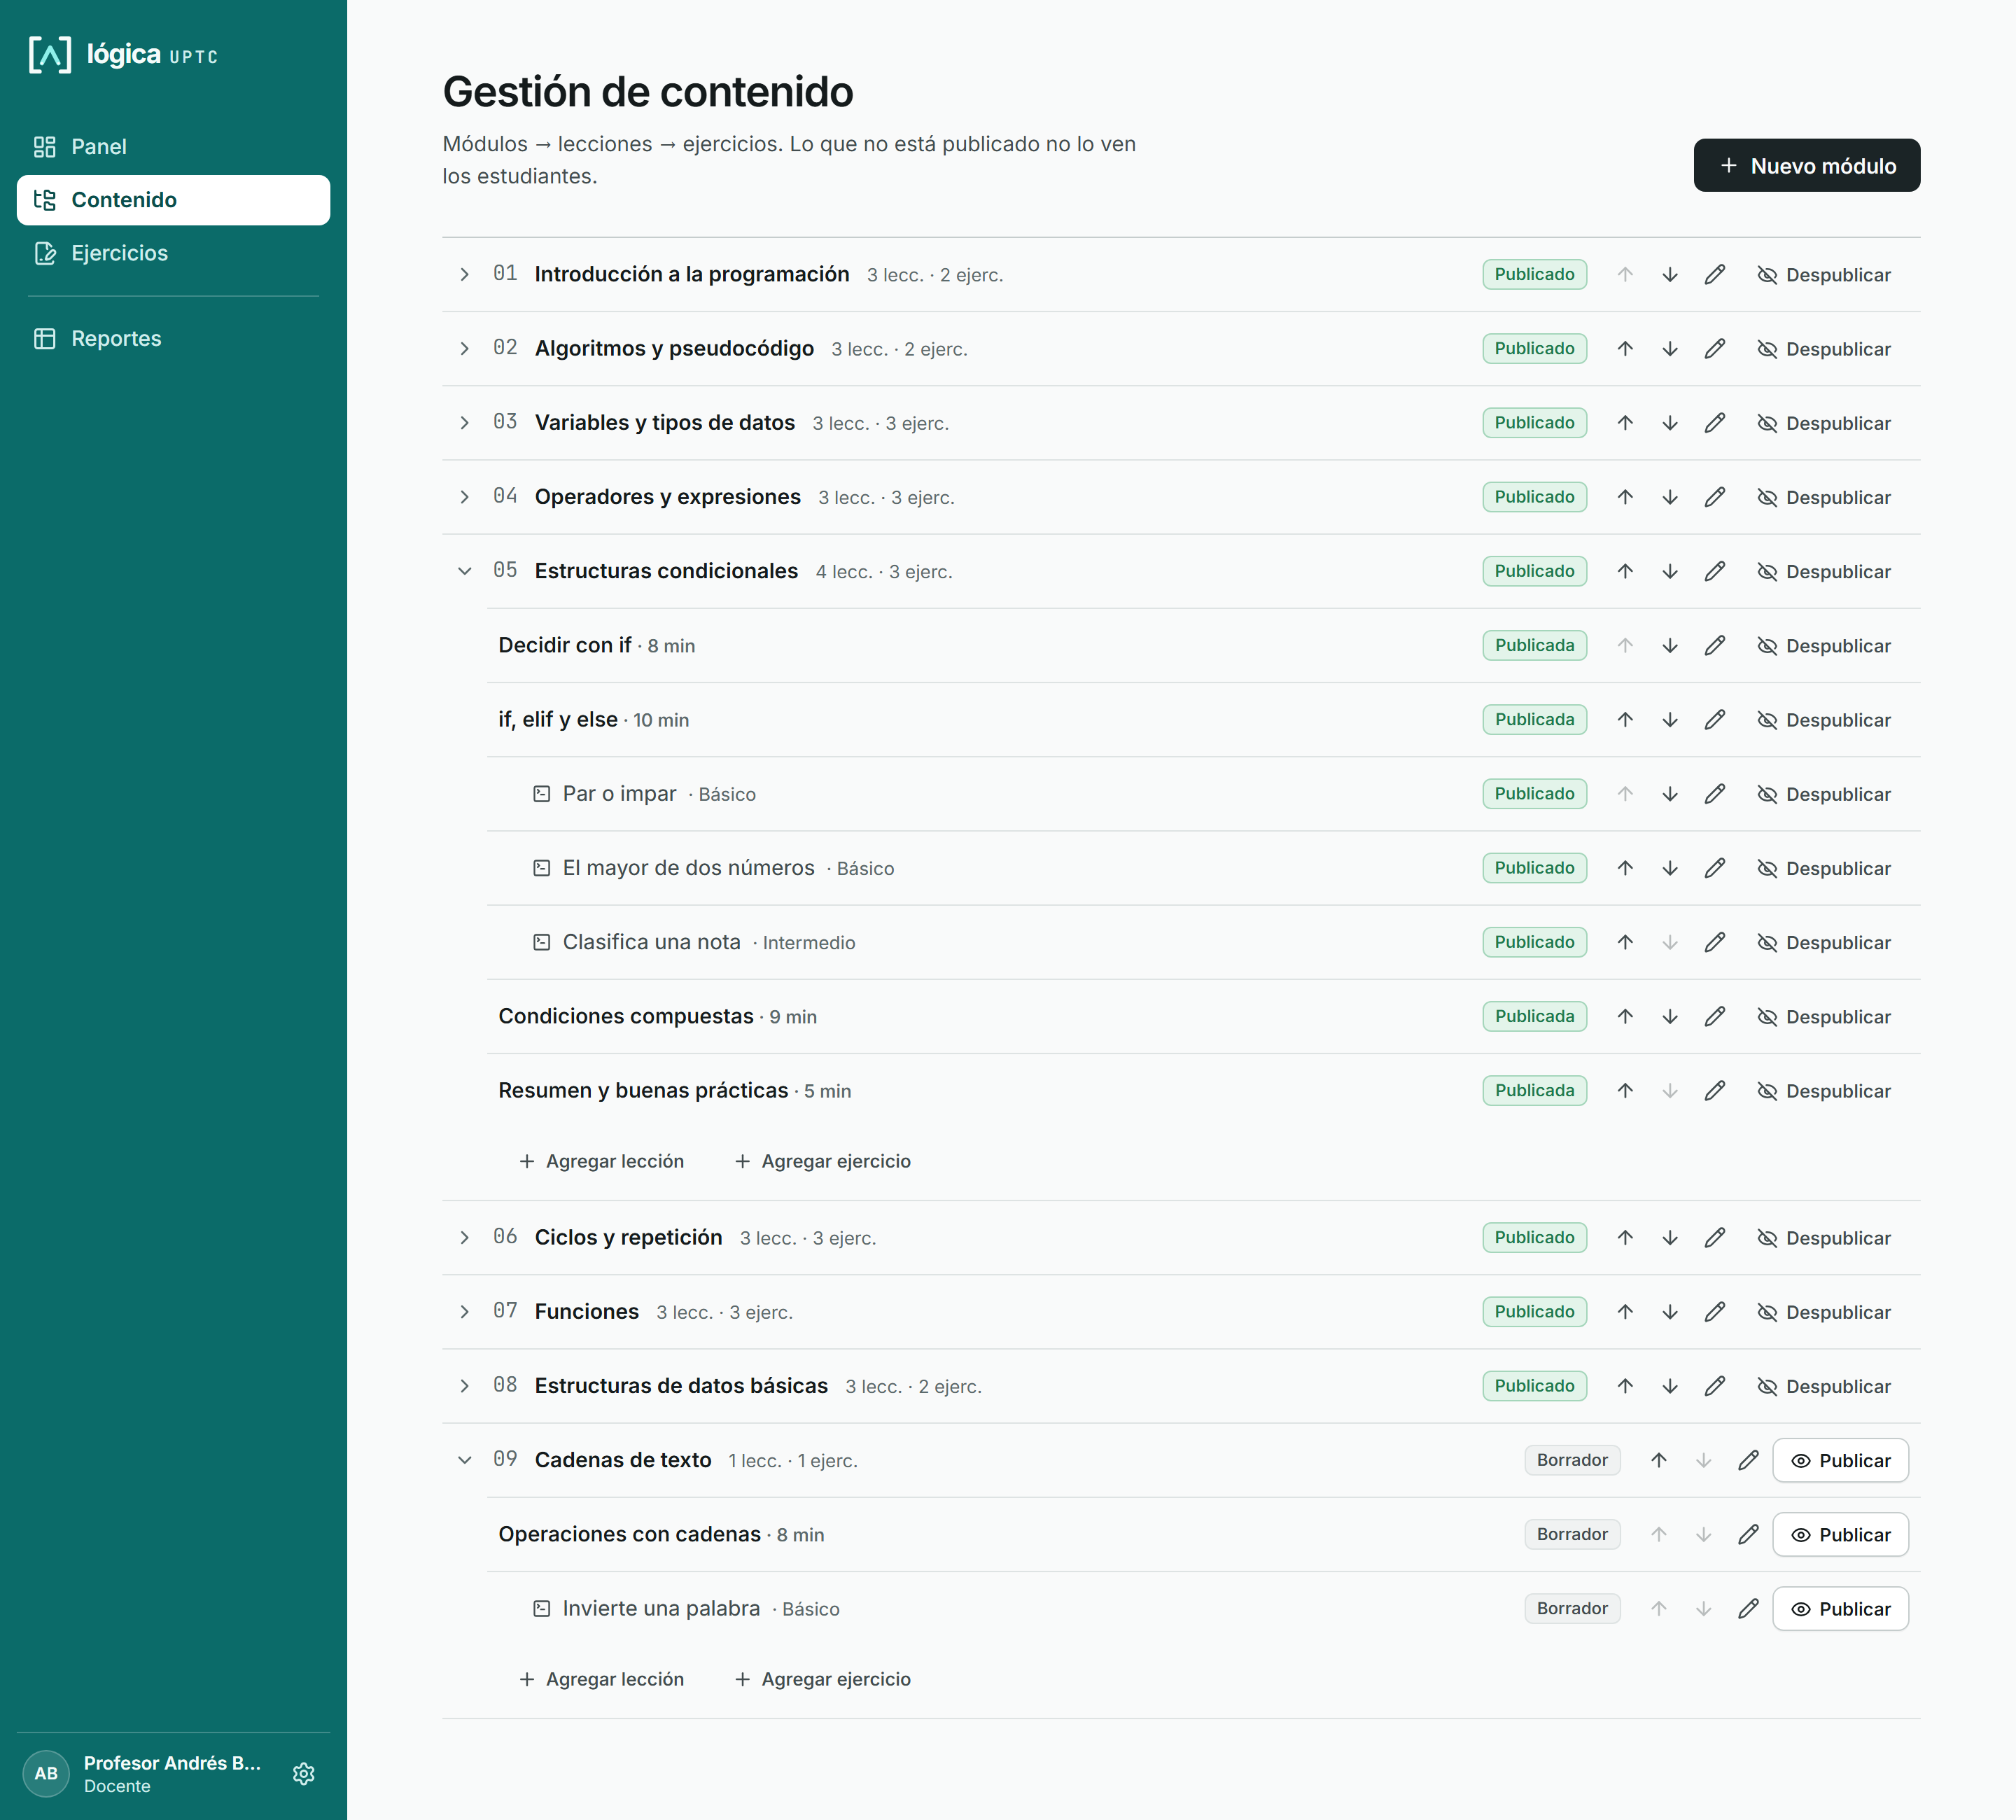 [Λ] lógica UPTC
Panel
Contenido
Ejercicios
Reportes
Profesor Andrés B...
Docente
AB
Gestión de contenido
Módulos → lecciones → ejercicios. Lo que no está publicado no lo ven
los estudiantes.
+ Nuevo módulo
01 Introducción a la programación 3 lecc. · 2 ejerc. Publicado Despublicar
02 Algoritmos y pseudocódigo 3 lecc. · 2 ejerc. Publicado Despublicar
03 Variables y tipos de datos 3 lecc. · 3 ejerc. Publicado Despublicar
04 Operadores y expresiones 3 lecc. · 3 ejerc. Publicado Despublicar
05 Estructuras condicionales 4 lecc. · 3 ejerc. Publicado Despublicar
Decidir con if · 8 min Publicada Despublicar
if, elif y else · 10 min Publicada Despublicar
Par o impar · Básico Publicado Despublicar
El mayor de dos números · Básico Publicado Despublicar
Clasifica una nota · Intermedio Publicado Despublicar
Condiciones compuestas · 9 min Publicada Despublicar
Resumen y buenas prácticas · 5 min Publicada Despublicar
+ Agregar lección + Agregar ejercicio
06 Ciclos y repetición 3 lecc. · 3 ejerc. Publicado Despublicar
07 Funciones 3 lecc. · 3 ejerc. Publicado Despublicar
08 Estructuras de datos básicas 3 lecc. · 2 ejerc. Publicado Despublicar
09 Cadenas de texto 1 lecc. · 1 ejerc. Borrador Publicar
Operaciones con cadenas · 8 min Borrador Publicar
Invierte una palabra · Básico Borrador Publicar
+ Agregar lección + Agregar ejercicio